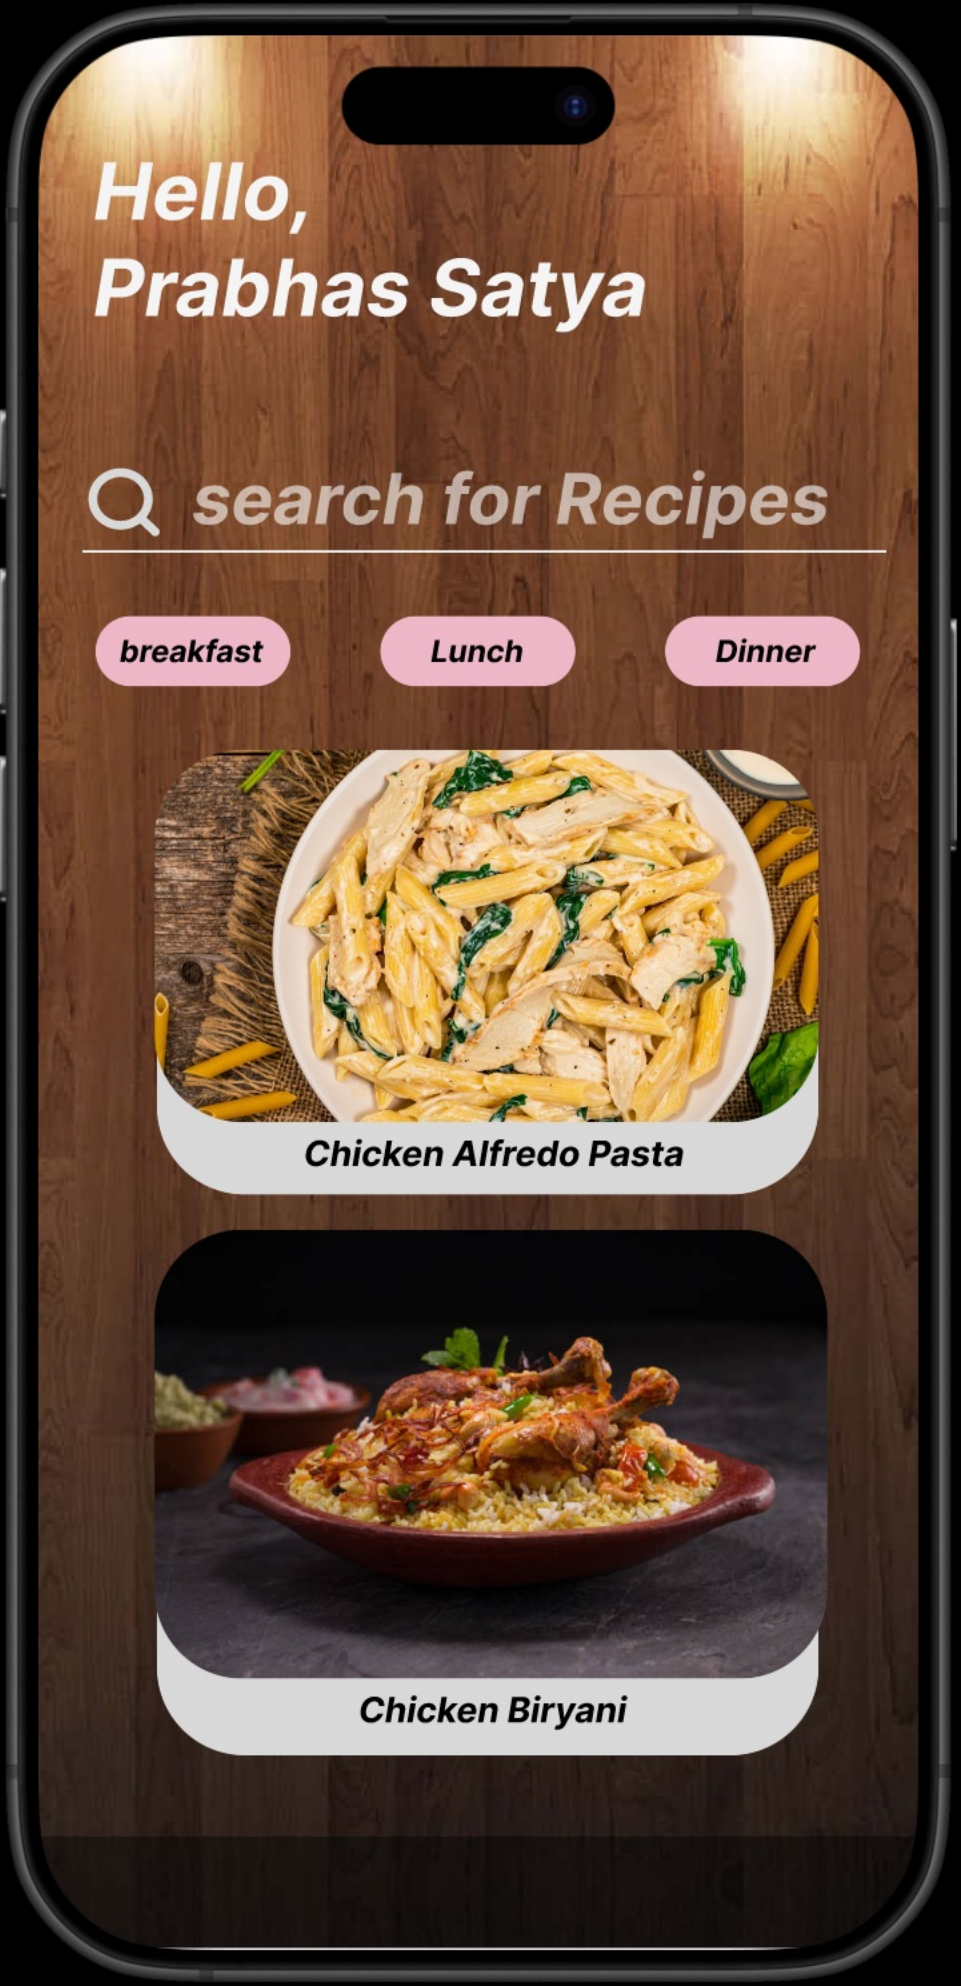 Hello,
Prabhas Satya
search for Recipes
breakfast
Lunch
Dinner
Chicken Alfredo Pasta
Chicken Biryani